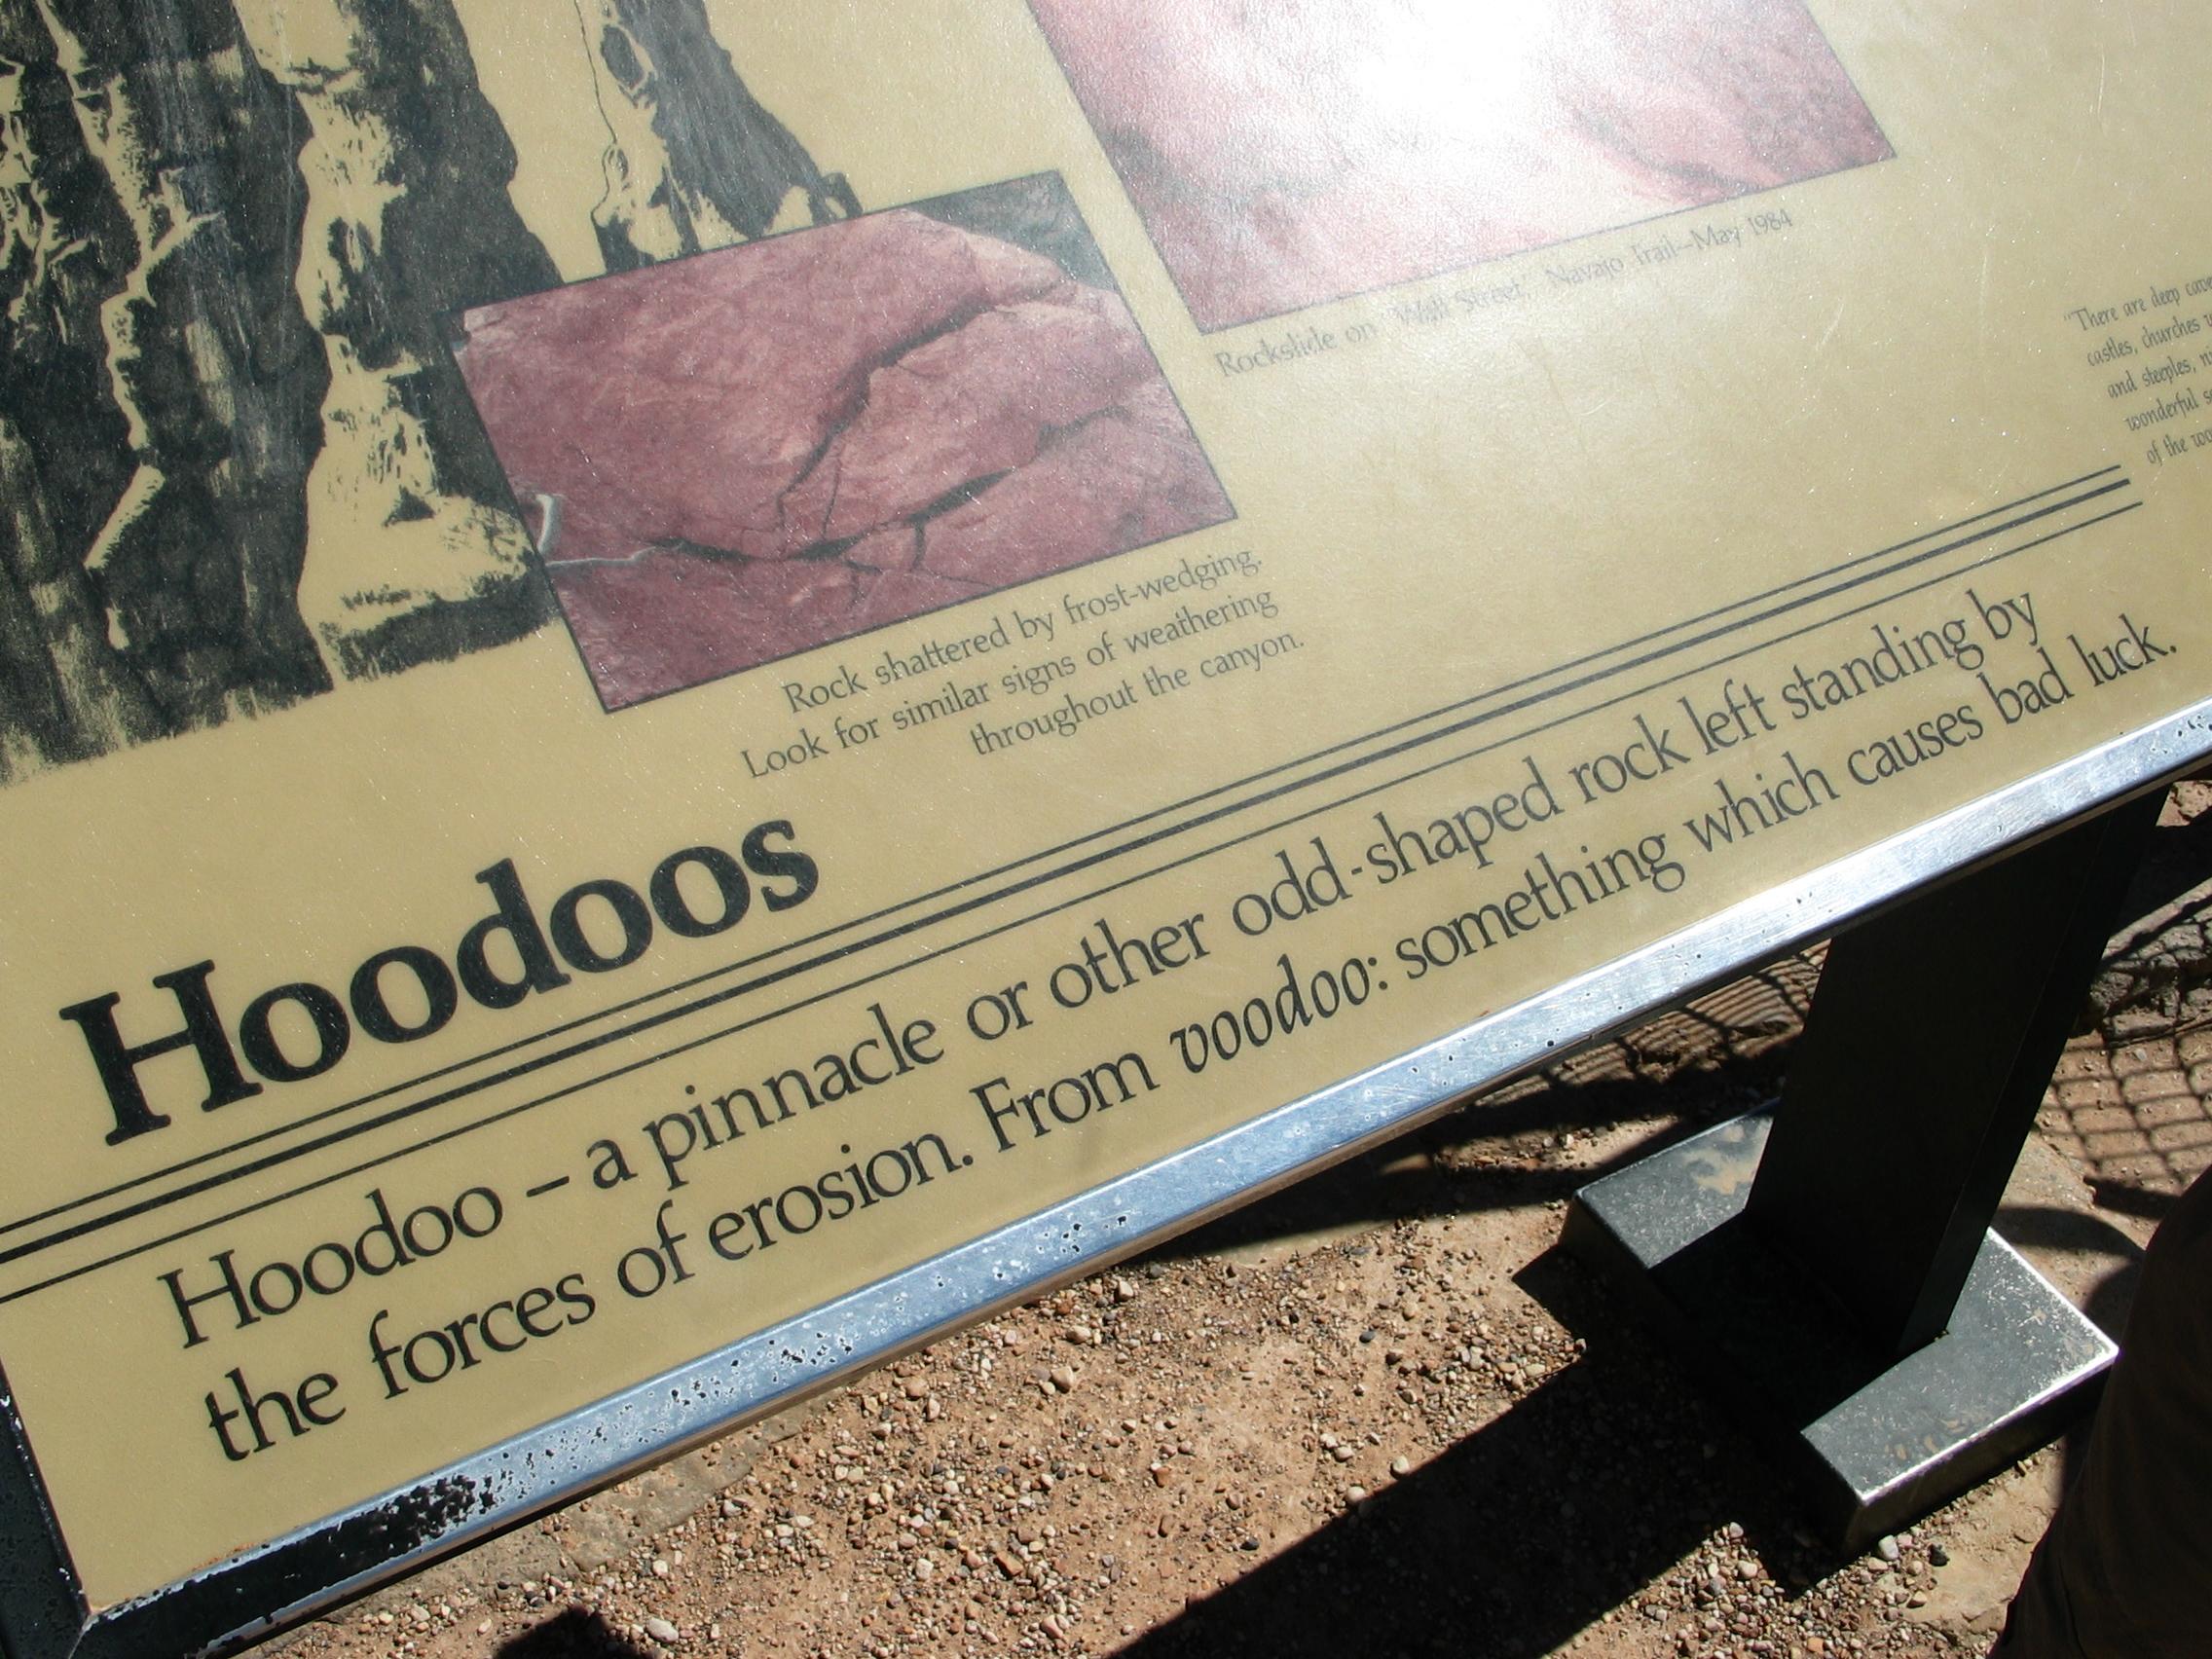 Rockslide on "Wall Street," Navajo Trail—May 1984
"There are deep
castles, churches
and steeples,
wonderful
of the
Rock shattered by frost-wedging.
Look for similar signs of weathering
throughout the canyon.
Hoodoos
Hoodoo – a pinnacle or other odd-shaped rock left standing by
the forces of erosion. From voodoo: something which causes bad luck.